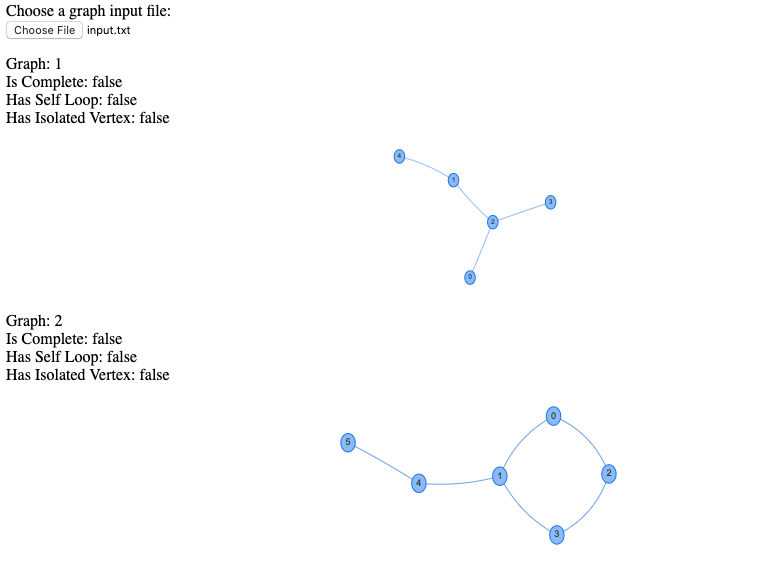 Choose a graph input file:
Choose File input.txt
Graph: 1
Is Complete: false
Has Self Loop: false
Has Isolated Vertex: false
4
1
3
2
0
Graph: 2
Is Complete: false
Has Self Loop: false
Has Isolated Vertex: false
0
5
2
1
4
3